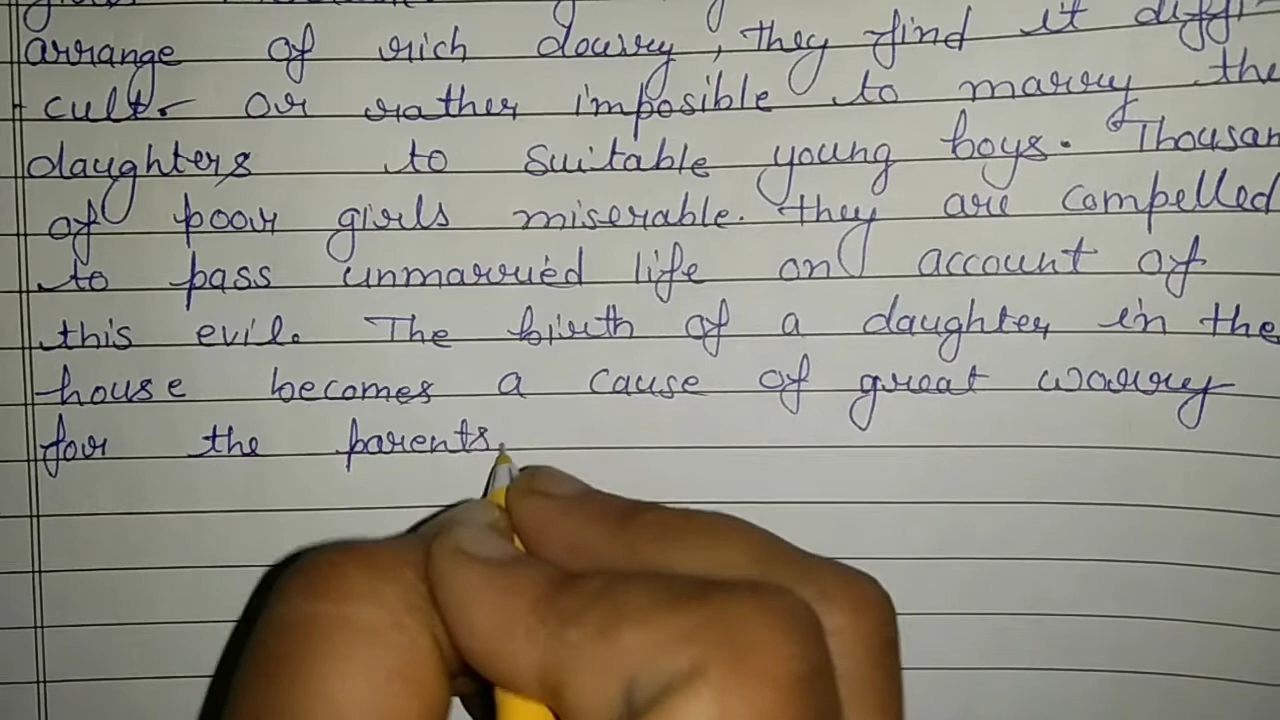 arrange of rich dowry, they find it diffi-
cult or rather imposible to marry the
daughters to suitable young boys. Thousan
of poor girls miserable. they are compelled
to pass unmarried life on account of
this evil. The birth of a daughter in the
house becomes a cause of great worry
for the parents.